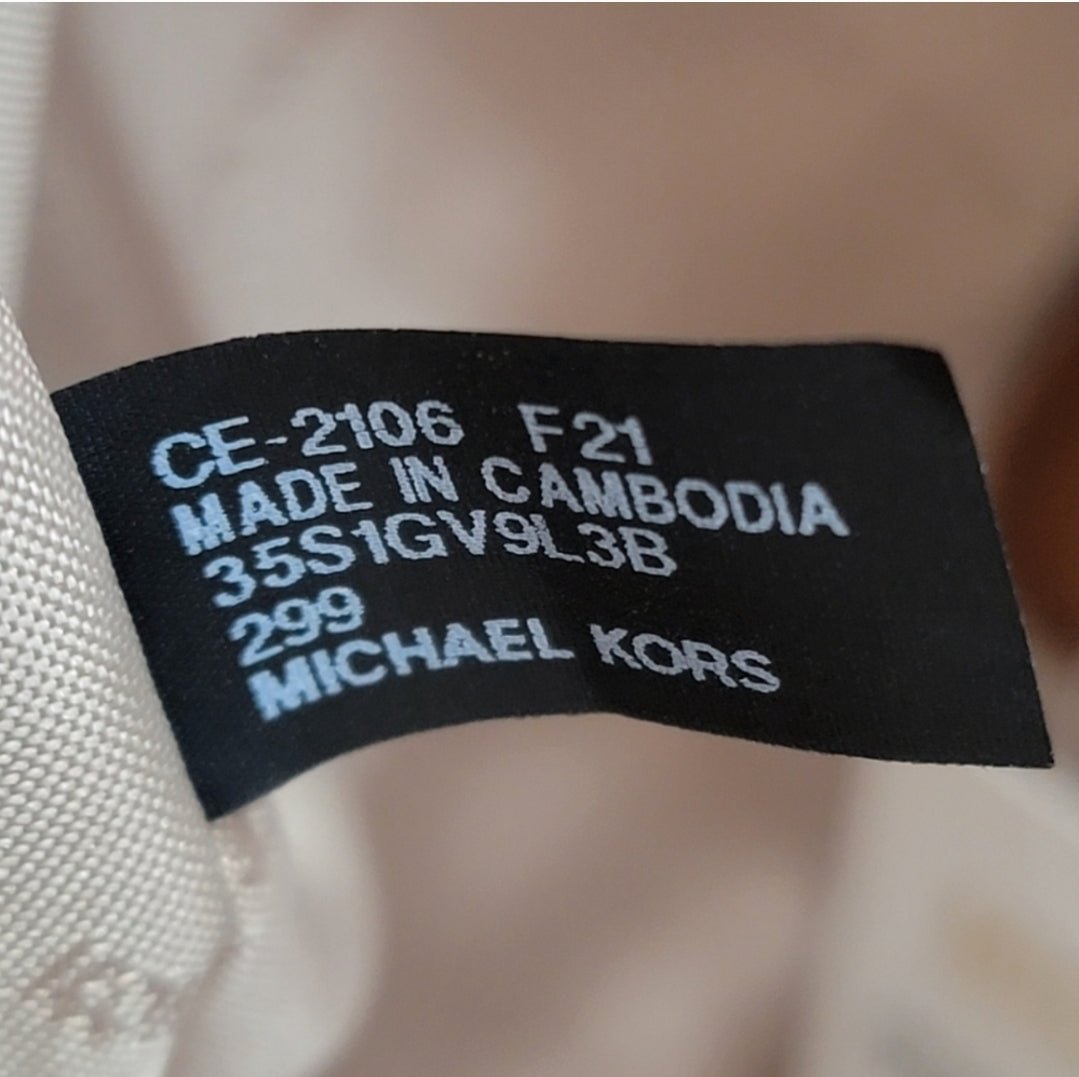 CE-2106 F21
MADE IN CAMBODIA
35S1GV9L3B
299
MICHAEL KORS